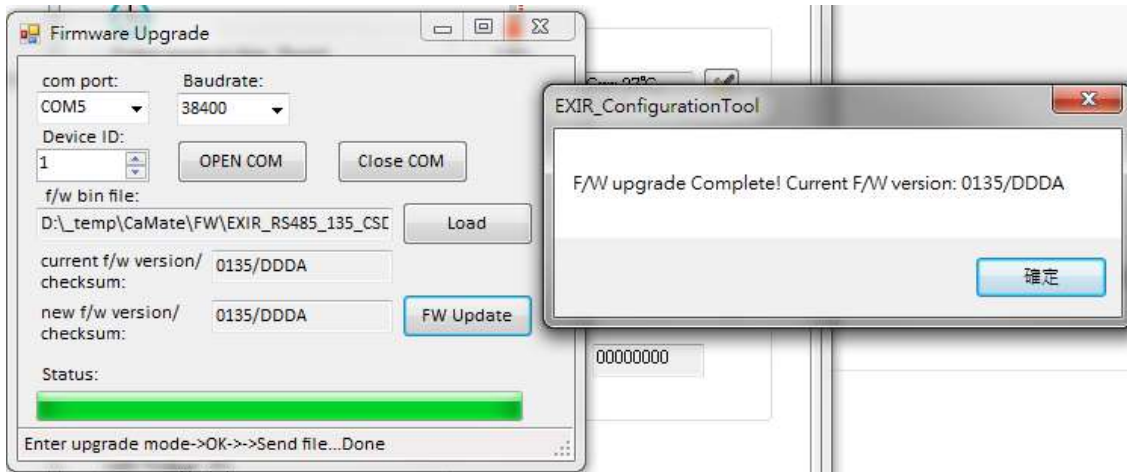 Firmware Upgrade
com port:
Baudrate:
COM5
38400
Device ID:
1
OPEN COM
Close COM
f/w bin file:
D:\_temp\CaMate\FW\EXIR_RS485_135_CSD
Load
current f/w version/
checksum:
0135/DDDA
new f/w version/
checksum:
0135/DDDA
FW Update
Status:
Enter upgrade mode->OK->->Send file...Done
EXIR_ConfigurationTool
F/W upgrade Complete! Current F/W version: 0135/DDDA
確定
00000000